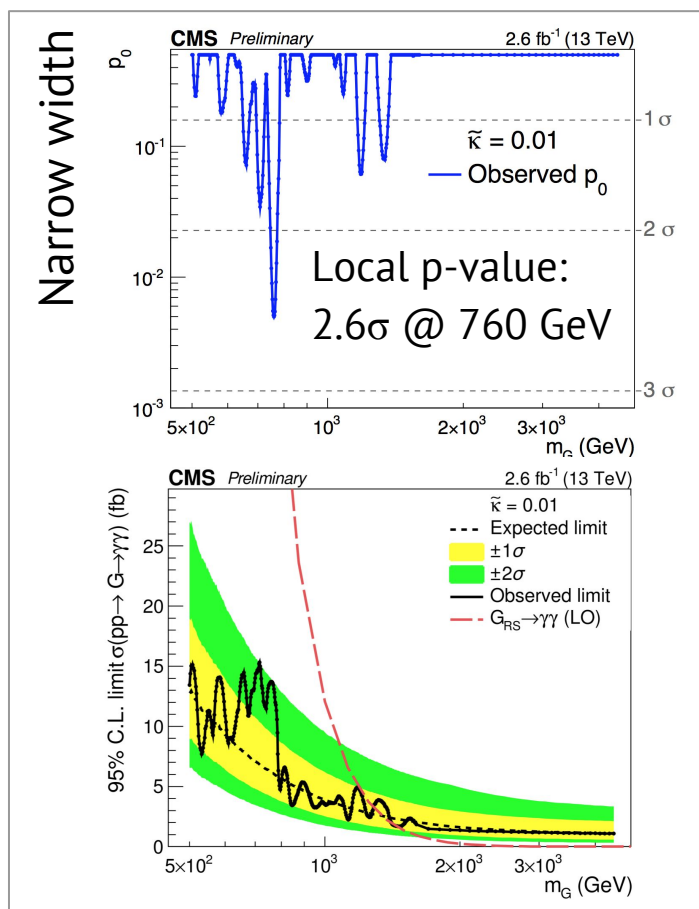 Narrow width
CMS Preliminary 2.6 fb⁻¹ (13 TeV)
p₀
10⁻¹
10⁻²
10⁻³
1 σ
2 σ
3 σ
κ̃ = 0.01
Observed p₀
Local p-value:
2.6σ @ 760 GeV
5×10² 10³ 2×10³ 3×10³
m_G (GeV)
CMS Preliminary 2.6 fb⁻¹ (13 TeV)
95% C.L. limit σ(pp→ G→γγ) (fb)
25
20
15
10
5
0
κ̃ = 0.01
Expected limit
±1σ
±2σ
Observed limit
G_RS→γγ (LO)
5×10² 10³ 2×10³ 3×10³
m_G (GeV)